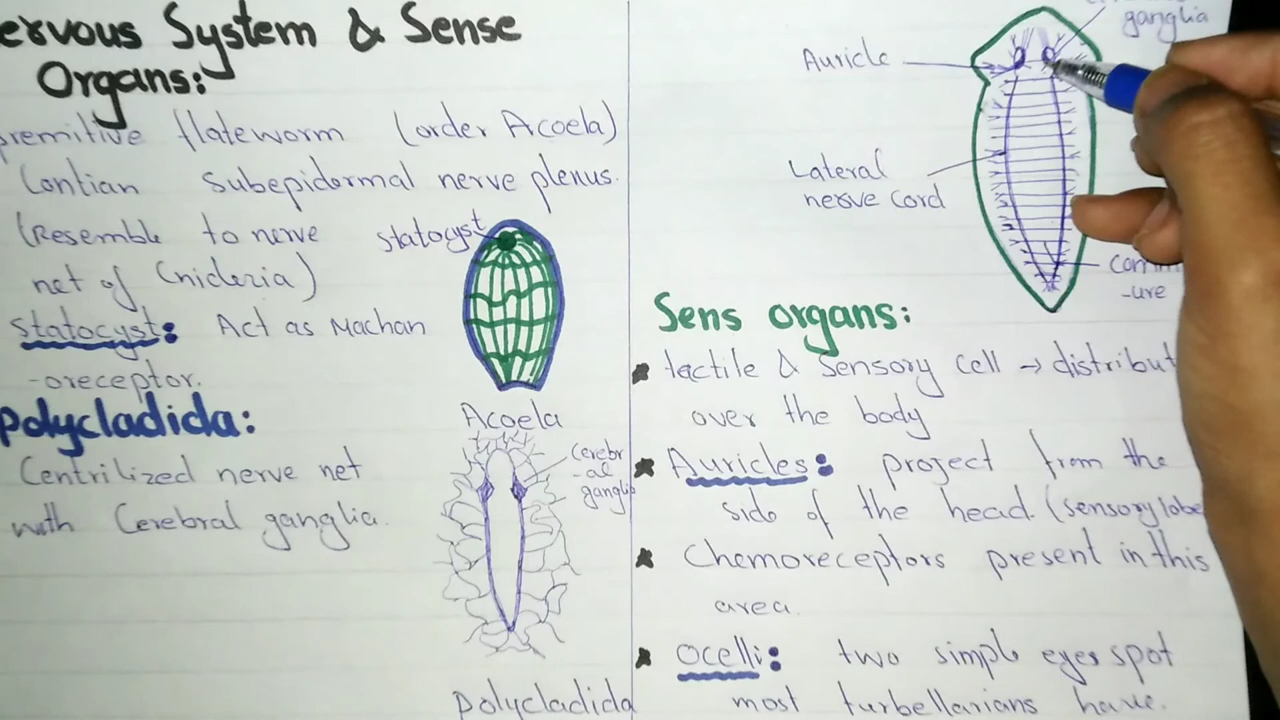 ervous System & Sense
Organs:
premitive flateworm (order Acoela)
Contian subepidormal nerve plenus.
(Resemble to nerve
net of Cnideria)
statocyst
statocyst: Act as Machan
-oreceptor.
Acoela
Polycladida:
Centrilized nerve net
with Cerebral ganglia.
Cerebr
-al
ganglia
Polycladida
ganglia
Auricle
Lateral
nerve Cord
comm
-ure
Sens organs:
tactile & Sensory cell → distribut
over the body
Auricles: project from the
side of the head. (Sensory lobe
Chemoreceptors present in this
area.
Ocelli: two simple eyes spot
most turbellarians have.